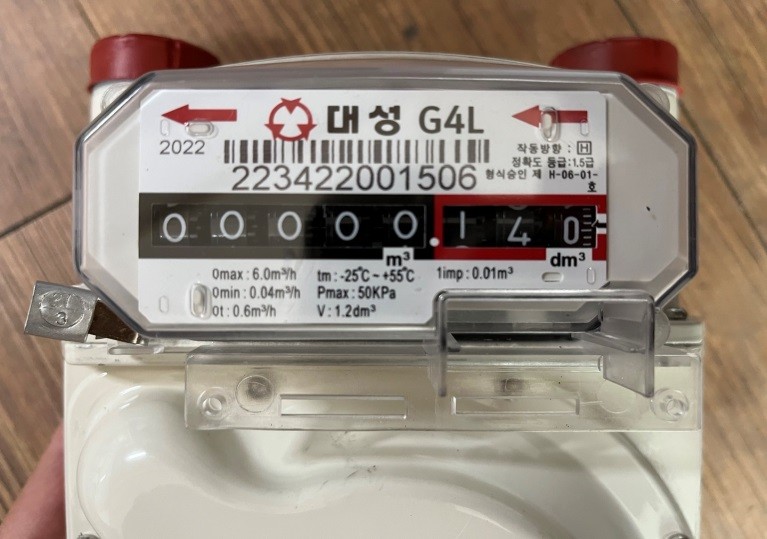 대성 G4L
2022
작동방향 : H
정확도 등급:1.5급
형식승인 제 H-06-01-
호
223422001506
00000.140
m³
dm³
Qmax : 6.0m³/h tm : -25℃ ~ +55℃ 1imp : 0.01m³
Qmin : 0.04m³/h Pmax : 50KPa
Qt : 0.6m³/h V : 1.2dm³